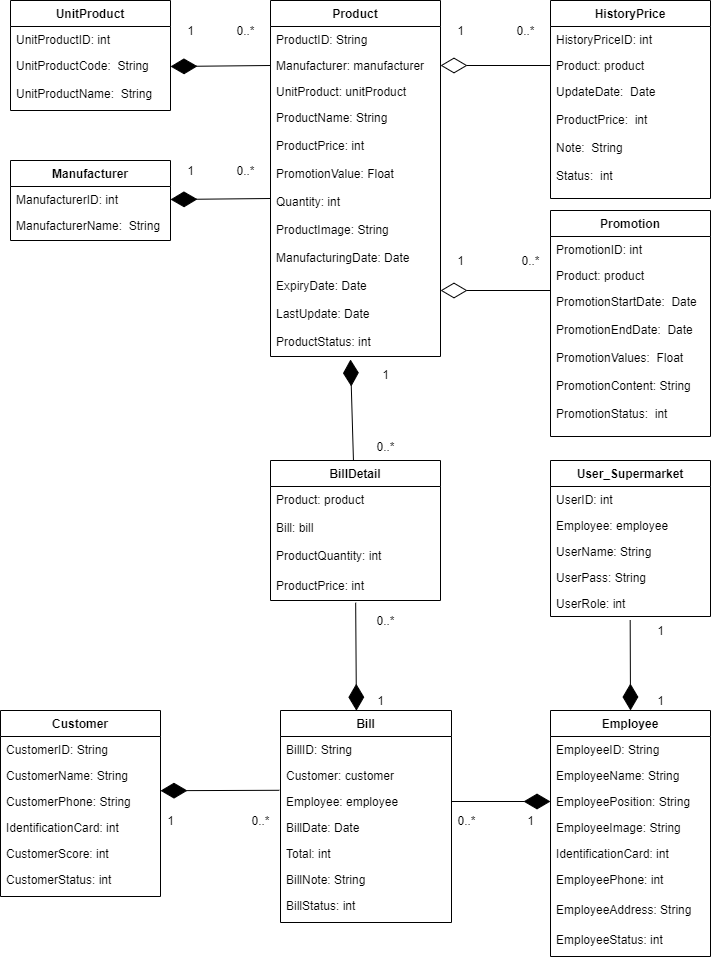 UnitProduct
UnitProductID: int
UnitProductCode: String
UnitProductName: String
1
0..*
Product
ProductID: String
Manufacturer: manufacturer
UnitProduct: unitProduct
ProductName: String
ProductPrice: int
PromotionValue: Float
Quantity: int
ProductImage: String
ManufacturingDate: Date
ExpiryDate: Date
LastUpdate: Date
ProductStatus: int
1
0..*
HistoryPrice
HistoryPriceID: int
Product: product
UpdateDate: Date
ProductPrice: int
Note: String
Status: int
Manufacturer
ManufacturerID: int
ManufacturerName: String
1
0..*
1
0..*
Promotion
PromotionID: int
Product: product
PromotionStartDate: Date
PromotionEndDate: Date
PromotionValues: Float
PromotionContent: String
PromotionStatus: int
1
0..*
BillDetail
Product: product
Bill: bill
ProductQuantity: int
ProductPrice: int
User_Supermarket
UserID: int
Employee: employee
UserName: String
UserPass: String
UserRole: int
0..*
1
1
1
Customer
CustomerID: String
CustomerName: String
CustomerPhone: String
IdentificationCard: int
CustomerScore: int
CustomerStatus: int
1
0..*
Bill
BillID: String
Customer: customer
Employee: employee
BillDate: Date
Total: int
BillNote: String
BillStatus: int
0..*
1
Employee
EmployeeID: String
EmployeeName: String
EmployeePosition: String
EmployeeImage: String
IdentificationCard: int
EmployeePhone: int
EmployeeAddress: String
EmployeeStatus: int